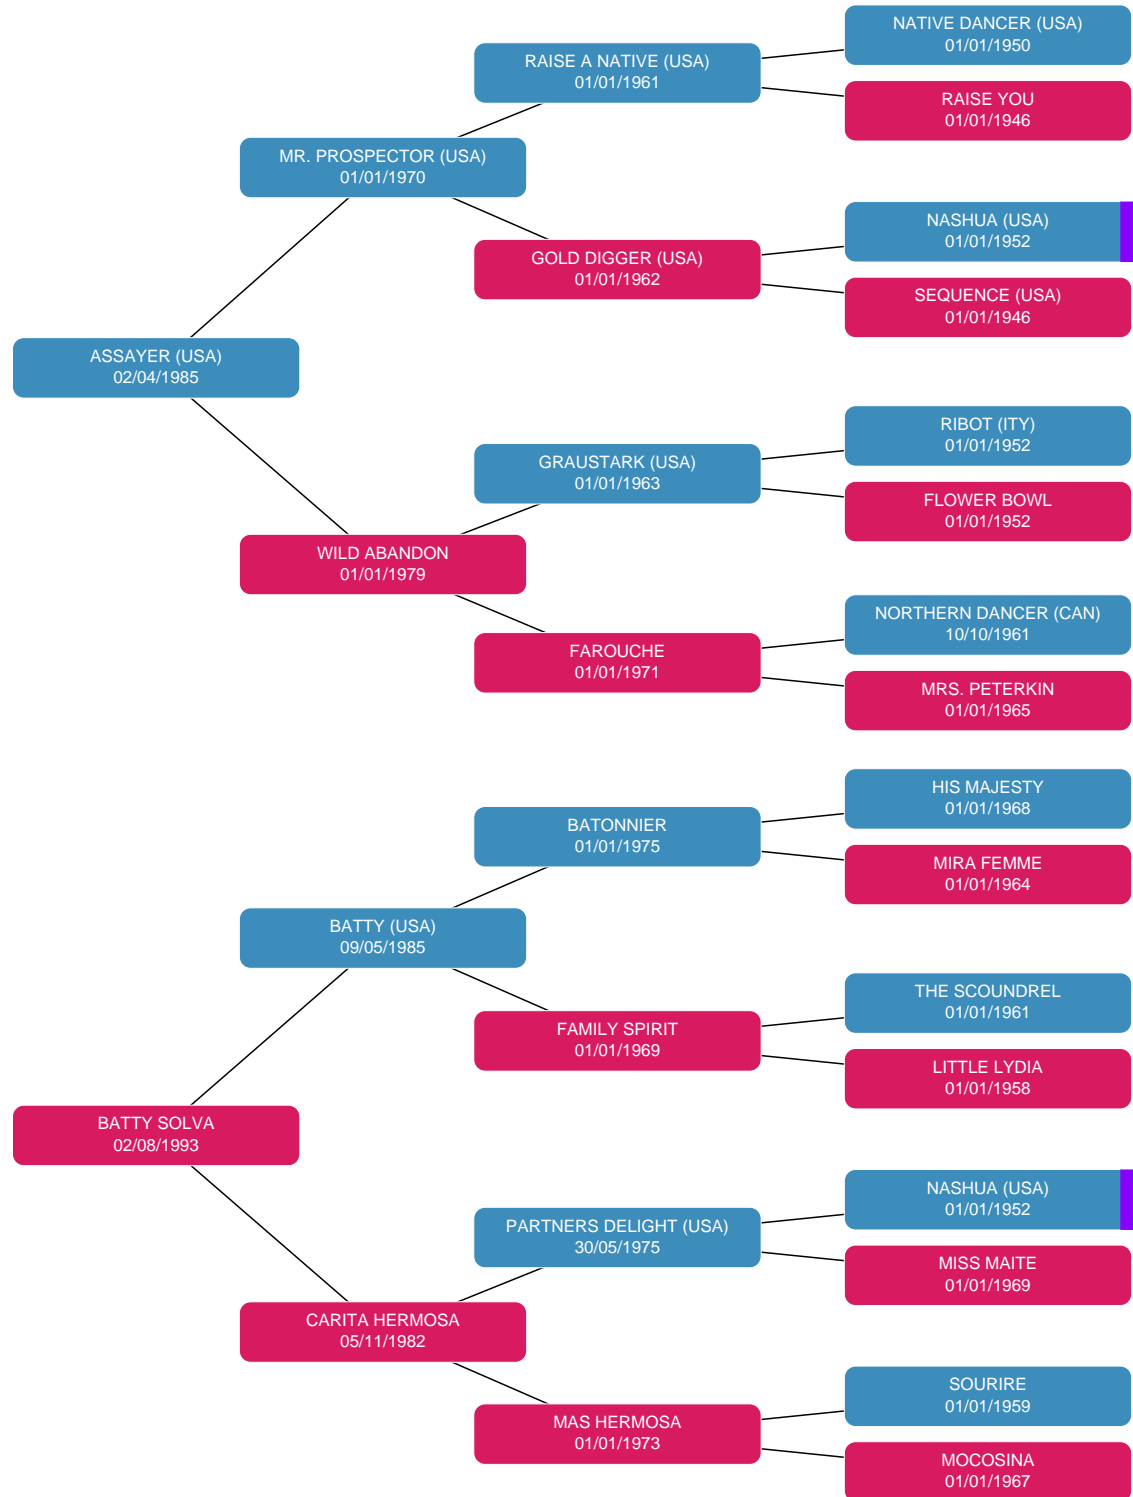 NATIVE DANCER (USA)
01/01/1950
RAISE A NATIVE (USA)
01/01/1961
RAISE YOU
01/01/1946
MR. PROSPECTOR (USA)
01/01/1970
NASHUA (USA)
01/01/1952
GOLD DIGGER (USA)
01/01/1962
SEQUENCE (USA)
01/01/1946
ASSAYER (USA)
02/04/1985
RIBOT (ITY)
01/01/1952
GRAUSTARK (USA)
01/01/1963
FLOWER BOWL
01/01/1952
WILD ABANDON
01/01/1979
NORTHERN DANCER (CAN)
10/10/1961
FAROUCHE
01/01/1971
MRS. PETERKIN
01/01/1965
HIS MAJESTY
01/01/1968
BATONNIER
01/01/1975
MIRA FEMME
01/01/1964
BATTY (USA)
09/05/1985
THE SCOUNDREL
01/01/1961
FAMILY SPIRIT
01/01/1969
LITTLE LYDIA
01/01/1958
BATTY SOLVA
02/08/1993
NASHUA (USA)
01/01/1952
PARTNERS DELIGHT (USA)
30/05/1975
MISS MAITE
01/01/1969
CARITA HERMOSA
05/11/1982
SOURIRE
01/01/1959
MAS HERMOSA
01/01/1973
MOCOSINA
01/01/1967